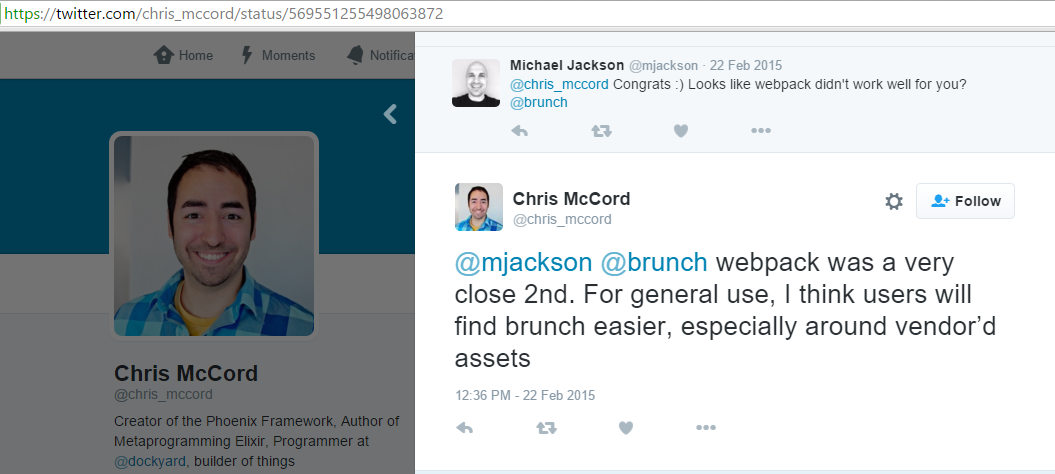 https://twitter.com/chris_mccord/status/569551255498063872
Home Moments Notifica
Michael Jackson @mjackson · 22 Feb 2015
@chris_mccord Congrats :) Looks like webpack didn't work well for you?
@brunch
Chris McCord
@chris_mccord
Follow
@mjackson @brunch webpack was a very
close 2nd. For general use, I think users will
find brunch easier, especially around vendor’d
assets
12:36 PM - 22 Feb 2015
Chris McCord
@chris_mccord
Creator of the Phoenix Framework, Author of
Metaprogramming Elixir, Programmer at
@dockyard, builder of things